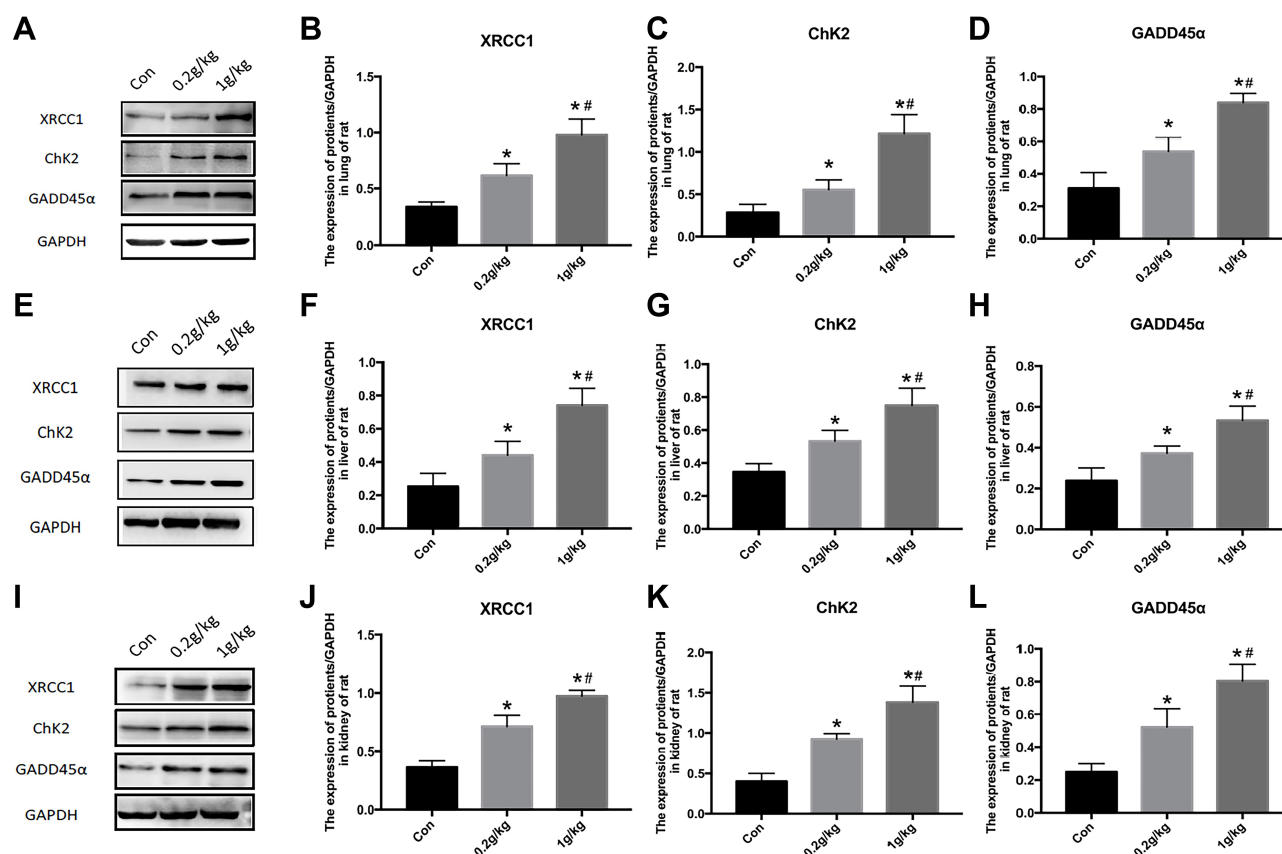 A
Con
0.2g/kg
1g/kg
XRCC1
ChK2
GADD45α
GAPDH
B
XRCC1
The expression of protients/GAPDH
in lung of rat
1.5
1.0
0.5
0.0
* 
*#
Con
0.2g/kg
1g/kg
C
ChK2
The expression of protients/GAPDH
in lung of rat
2.0
1.5
1.0
0.5
0.0
*
*#
Con
0.2g/kg
1g/kg
D
GADD45α
The expression of protients/GAPDH
in lung of rat
1.0
0.8
0.6
0.4
0.2
0.0
*
*#
Con
0.2g/kg
1g/kg
E
Con
0.2g/kg
1g/kg
XRCC1
ChK2
GADD45α
GAPDH
F
XRCC1
The expression of protients/GAPDH
in liver of rat
1.0
0.8
0.6
0.4
0.2
0.0
*
*#
Con
0.2g/kg
1g/kg
G
ChK2
The expression of protients/GAPDH
in liver of rat
1.0
0.8
0.6
0.4
0.2
0.0
*
*#
Con
0.2g/kg
1g/kg
H
GADD45α
The expression of protients/GAPDH
in liver of rat
0.8
0.6
0.4
0.2
0.0
*
*#
Con
0.2g/kg
1g/kg
I
Con
0.2g/kg
1g/kg
XRCC1
ChK2
GADD45α
GAPDH
J
XRCC1
The expression of protients/GAPDH
in kidney of rat
1.5
1.0
0.5
0.0
*
*#
Con
0.2g/kg
1g/kg
K
ChK2
The expression of protients/GAPDH
in kidney of rat
2.0
1.5
1.0
0.5
0.0
*
*#
Con
0.2g/kg
1g/kg
L
GADD45α
The expression of protients/GAPDH
in kidney of rat
1.0
0.8
0.6
0.4
0.2
0.0
*
*#
Con
0.2g/kg
1g/kg